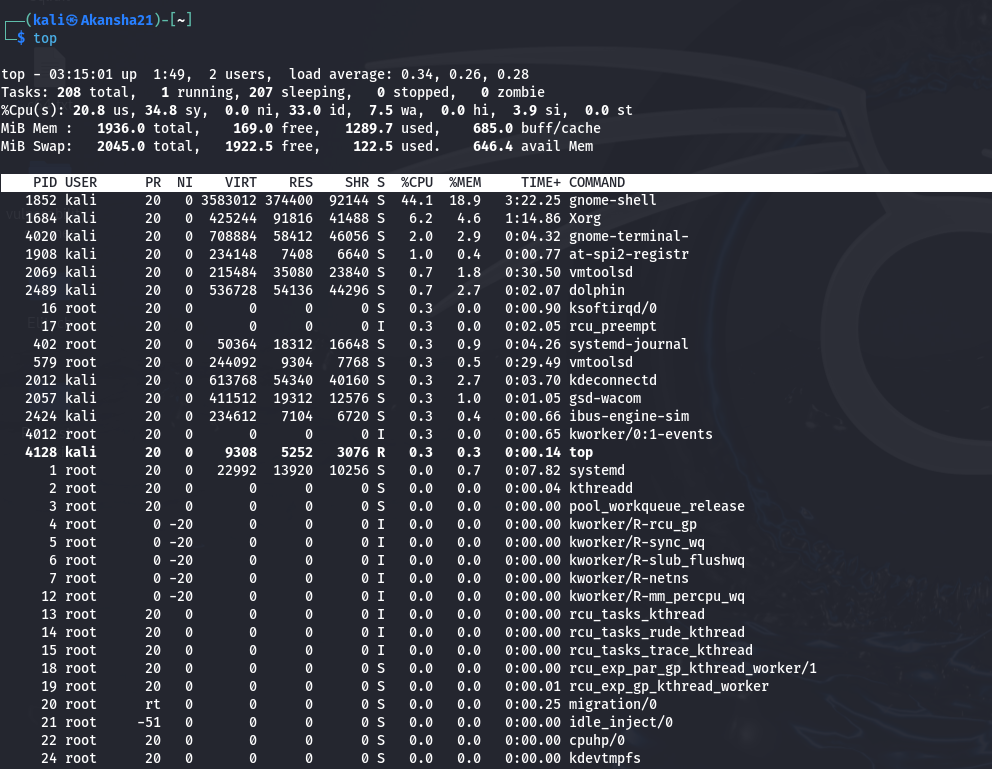 ┌──(kali㉿Akansha21)-[~]
└─$ top
top - 03:15:01 up  1:49,  2 users,  load average: 0.34, 0.26, 0.28
Tasks: 208 total,   1 running, 207 sleeping,   0 stopped,   0 zombie
%Cpu(s): 20.8 us, 34.8 sy,  0.0 ni, 33.0 id,  7.5 wa,  0.0 hi,  3.9 si,  0.0 st
MiB Mem :   1936.0 total,    169.0 free,   1289.7 used,    685.0 buff/cache
MiB Swap:   2045.0 total,   1922.5 free,    122.5 used.    646.4 avail Mem
PID USER      PR  NI    VIRT    RES    SHR S  %CPU  %MEM     TIME+ COMMAND
1852 kali      20   0 3583012 374400  92144 S  44.1  18.9   3:22.25 gnome-shell
1684 kali      20   0  425244  91816  41488 S   6.2   4.6   1:14.86 Xorg
4020 kali      20   0  708884  58412  46056 S   2.0   2.9   0:04.32 gnome-terminal-
1908 kali      20   0  234148   7408   6640 S   1.0   0.4   0:00.77 at-spi2-registr
2069 kali      20   0  215484  35080  23840 S   0.7   1.8   0:30.50 vmtoolsd
2489 kali      20   0  536728  54136  44296 S   0.7   2.7   0:02.07 dolphin
16 root      20   0       0      0      0 S   0.3   0.0   0:00.90 ksoftirqd/0
17 root      20   0       0      0      0 I   0.3   0.0   0:02.05 rcu_preempt
402 root      20   0   50364  18312  16648 S   0.3   0.9   0:04.26 systemd-journal
579 root      20   0  244092   9304   7768 S   0.3   0.5   0:29.49 vmtoolsd
2012 kali      20   0  613768  54340  40160 S   0.3   2.7   0:03.70 kdeconnectd
2057 kali      20   0  411512  19312  12576 S   0.3   1.0   0:01.05 gsd-wacom
2424 kali      20   0  234612   7104   6720 S   0.3   0.4   0:00.66 ibus-engine-sim
4012 root      20   0       0      0      0 I   0.3   0.0   0:00.65 kworker/0:1-events
4128 kali      20   0    9308   5252   3076 R   0.3   0.3   0:00.14 top
1 root      20   0   22992  13920  10256 S   0.0   0.7   0:07.82 systemd
2 root      20   0       0      0      0 S   0.0   0.0   0:00.04 kthreadd
3 root      20   0       0      0      0 S   0.0   0.0   0:00.00 pool_workqueue_release
4 root       0 -20       0      0      0 I   0.0   0.0   0:00.00 kworker/R-rcu_gp
5 root       0 -20       0      0      0 I   0.0   0.0   0:00.00 kworker/R-sync_wq
6 root       0 -20       0      0      0 I   0.0   0.0   0:00.00 kworker/R-slub_flushwq
7 root       0 -20       0      0      0 I   0.0   0.0   0:00.00 kworker/R-netns
12 root       0 -20       0      0      0 I   0.0   0.0   0:00.00 kworker/R-mm_percpu_wq
13 root      20   0       0      0      0 I   0.0   0.0   0:00.00 rcu_tasks_kthread
14 root      20   0       0      0      0 I   0.0   0.0   0:00.00 rcu_tasks_rude_kthread
15 root      20   0       0      0      0 I   0.0   0.0   0:00.00 rcu_tasks_trace_kthread
18 root      20   0       0      0      0 S   0.0   0.0   0:00.00 rcu_exp_par_gp_kthread_worker/1
19 root      20   0       0      0      0 S   0.0   0.0   0:00.01 rcu_exp_gp_kthread_worker
20 root      rt   0       0      0      0 S   0.0   0.0   0:00.25 migration/0
21 root     -51   0       0      0      0 S   0.0   0.0   0:00.00 idle_inject/0
22 root      20   0       0      0      0 S   0.0   0.0   0:00.00 cpuhp/0
24 root      20   0       0      0      0 S   0.0   0.0   0:00.00 kdevtmpfs